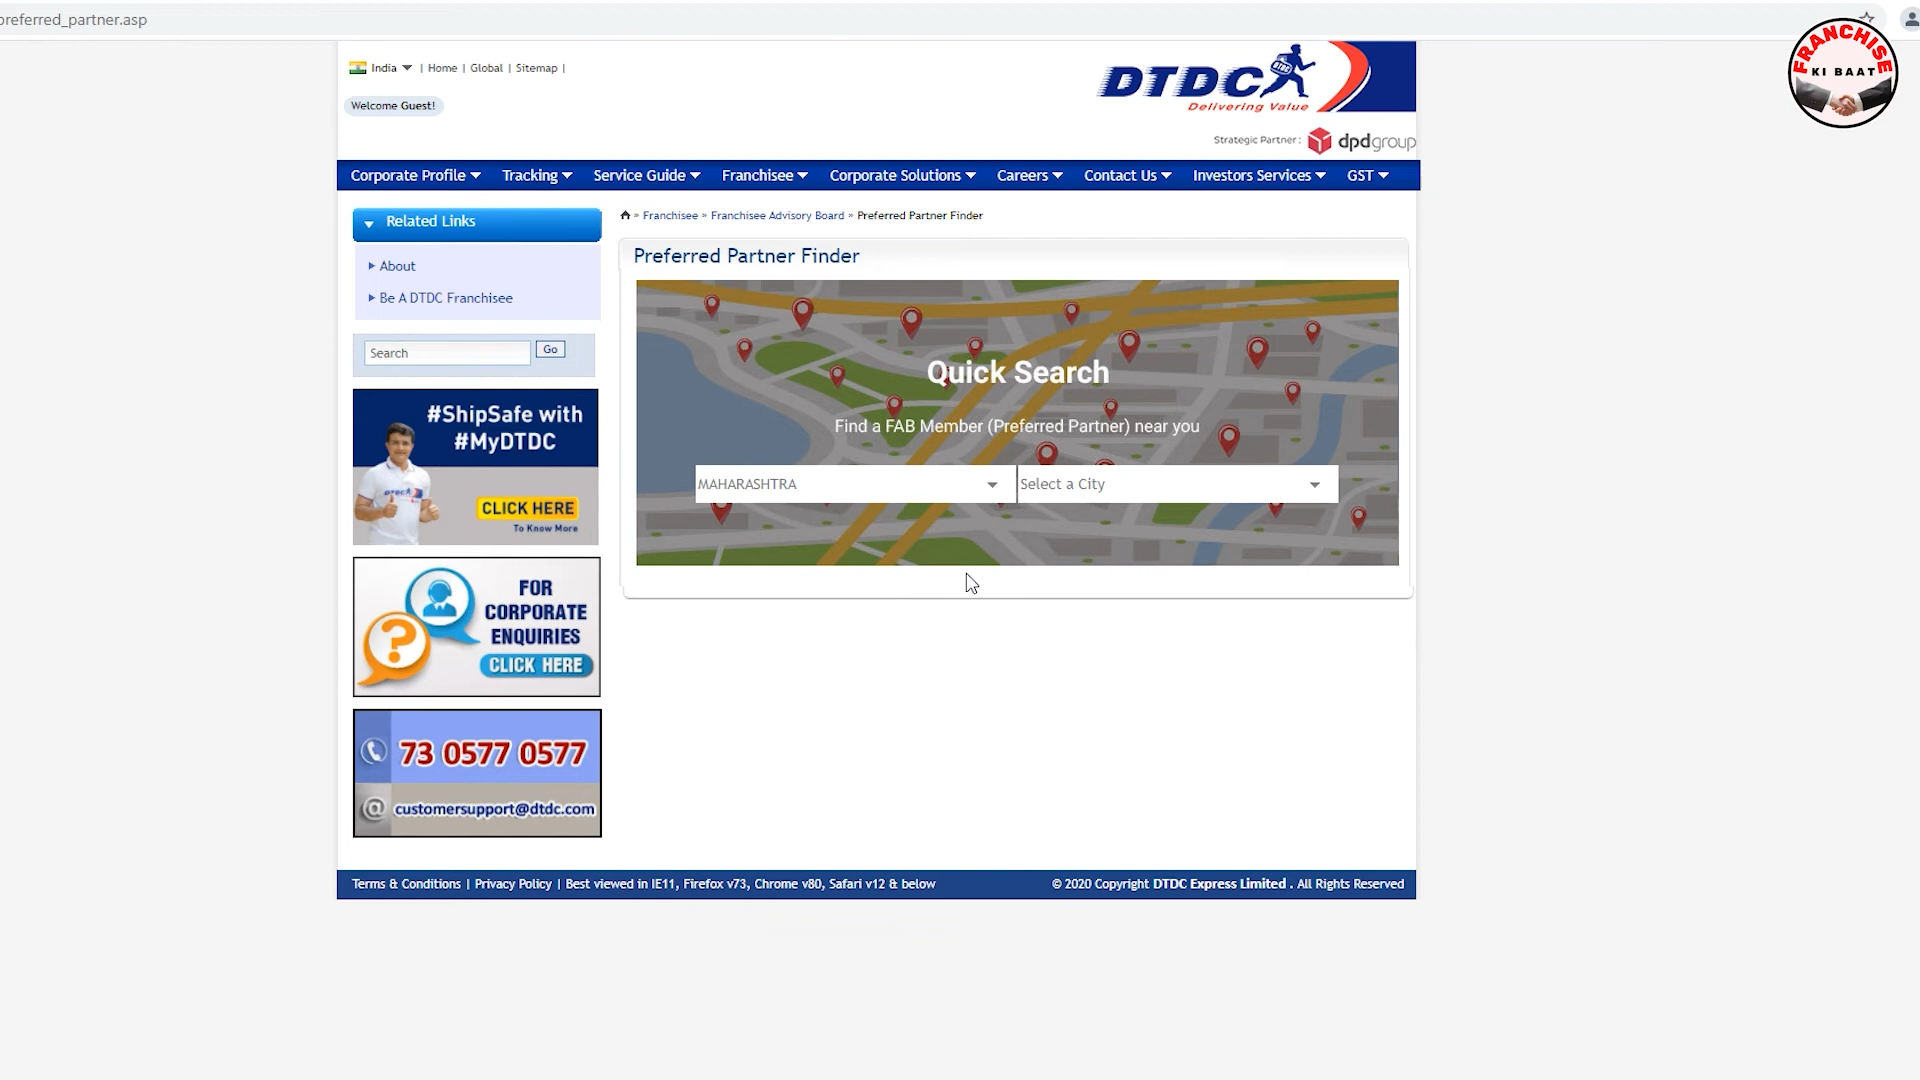 preferred_partner.asp
FRANCHISE
KI BAAT
India | Home | Global | Sitemap |
Welcome Guest!
DTDC
DTDC
Delivering Value
Strategic Partner : dpdgroup
Corporate Profile Tracking Service Guide Franchisee Corporate Solutions Careers Contact Us Investors Services GST
Related Links
About
Be A DTDC Franchisee
Search Go
#ShipSafe with
#MyDTDC
DTDC
CLICK HERE
To Know More
FOR
CORPORATE
ENQUIRIES
CLICK HERE
73 0577 0577
@ customersupport@dtdc.com
» Franchisee » Franchisee Advisory Board » Preferred Partner Finder
Preferred Partner Finder
Quick Search
Find a FAB Member (Preferred Partner) near you
MAHARASHTRA Select a City
Terms & Conditions | Privacy Policy | Best viewed in IE11, Firefox v73, Chrome v80, Safari v12 & below © 2020 Copyright DTDC Express Limited . All Rights Reserved